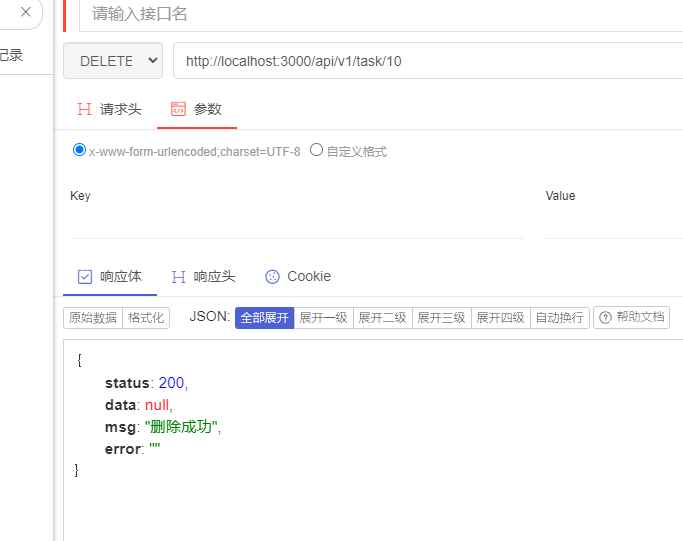 请输入接口名
记录
DELETE http://localhost:3000/api/v1/task/10
请求头 参数
x-www-form-urlencoded;charset=UTF-8 自定义格式
Key Value
响应体 响应头 Cookie
原始数据 格式化 JSON: 全部展开 展开一级 展开二级 展开三级 展开四级 自动换行 帮助文档
{
status: 200,
data: null,
msg: "删除成功",
error: ""
}